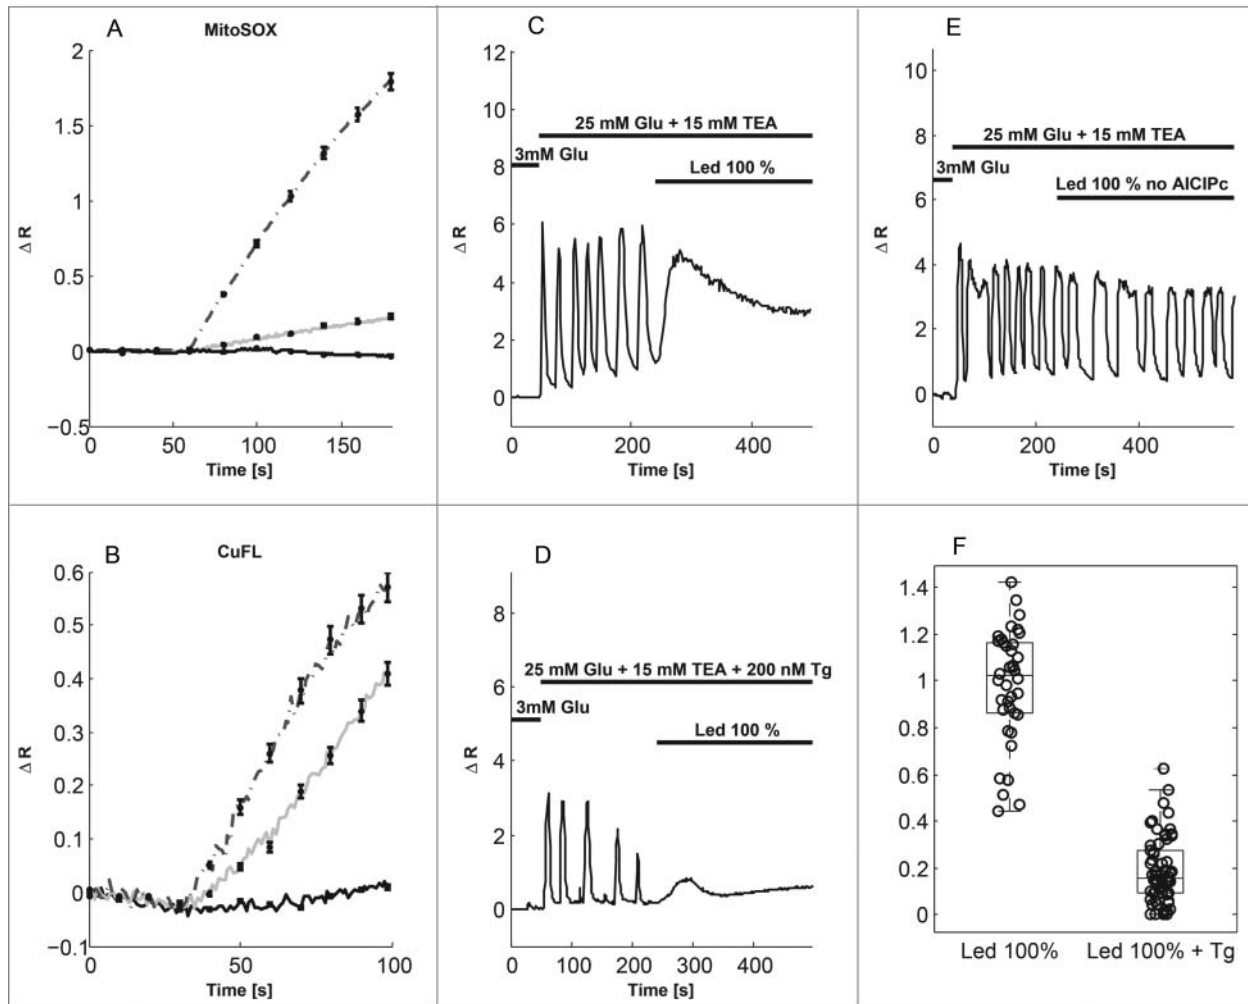 A
MitoSOX
2
1.5
1
0.5
0
−0.5
Δ R
0 50 100 150
Time [s]
C
12
10
8
6
4
2
0
Δ R
25 mM Glu + 15 mM TEA
3mM Glu
Led 100 %
0 200 400
Time [s]
E
10
8
6
4
2
0
Δ R
25 mM Glu + 15 mM TEA
3mM Glu
Led 100 % no AlClPc
0 200 400
Time [s]
B
CuFL
0.6
0.5
0.4
0.3
0.2
0.1
0
−0.1
Δ R
0 50 100
Time [s]
D
8
6
4
2
0
Δ R
25 mM Glu + 15 mM TEA + 200 nM Tg
3mM Glu
Led 100 %
0 100 200 300 400
Time [s]
F
1.4
1.2
1
0.8
0.6
0.4
0.2
0
Led 100% Led 100% + Tg